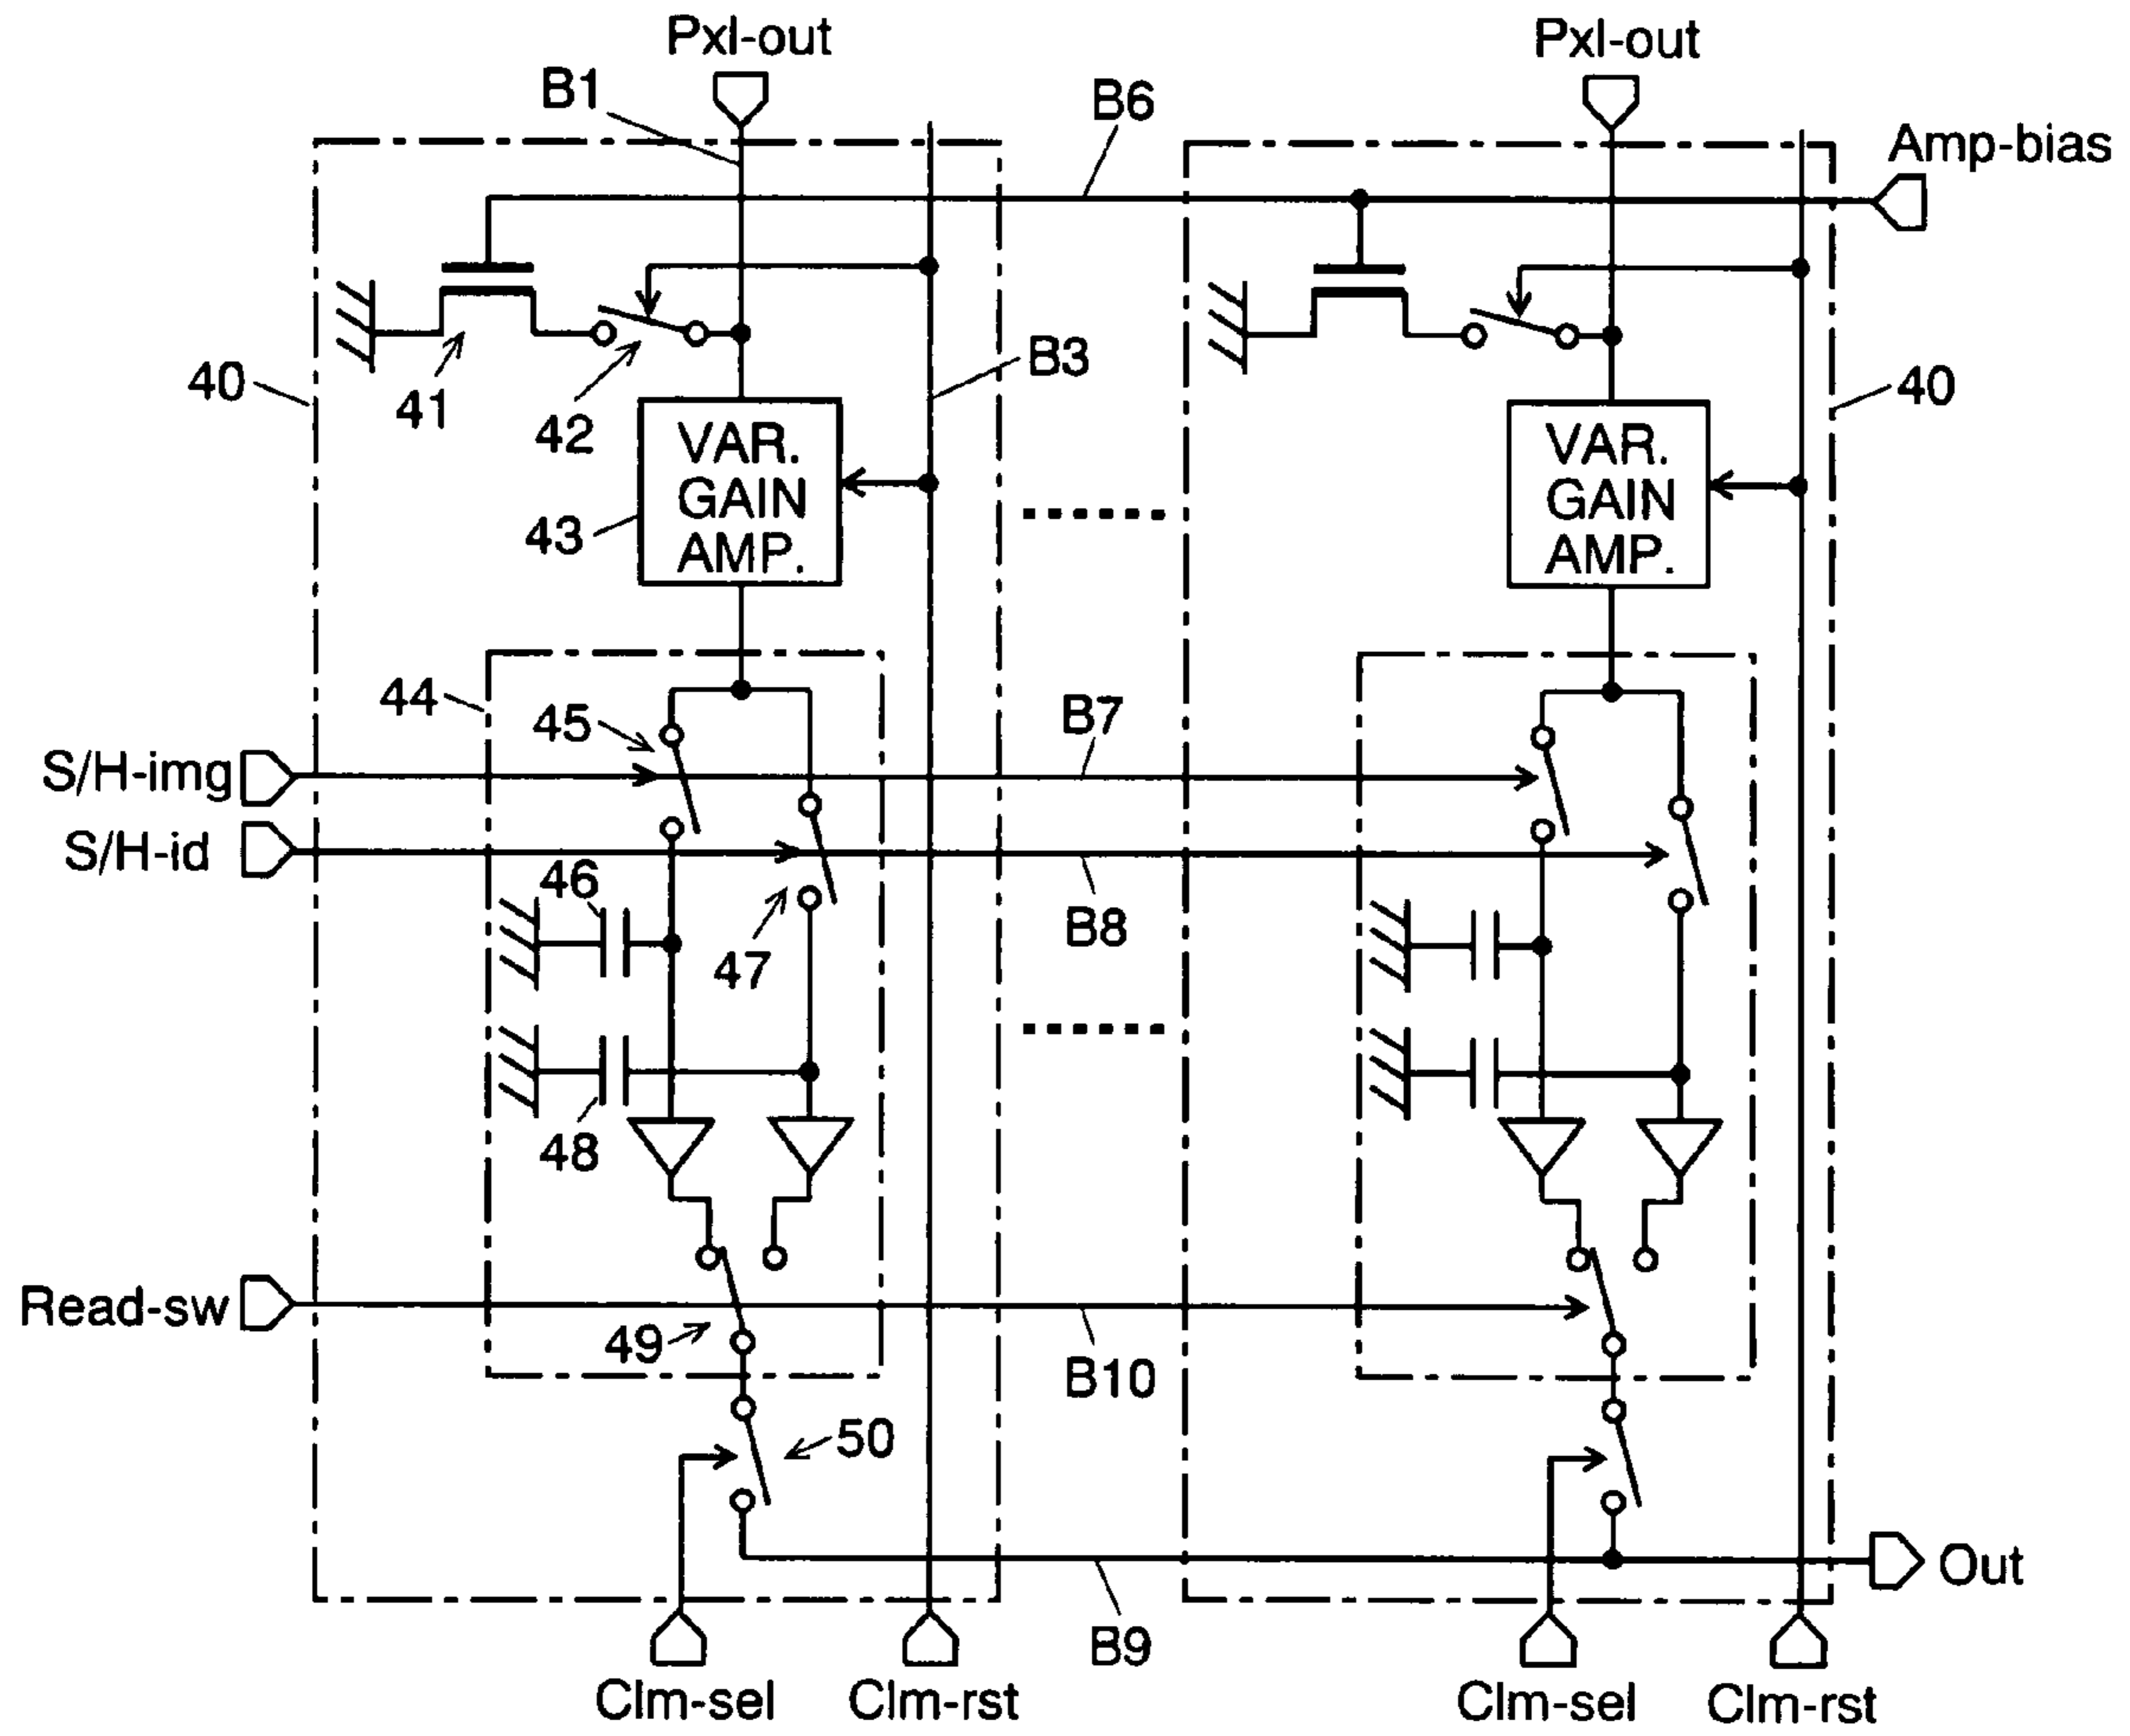 Pxl-out
Pxl-out
B1
B6
Amp-bias
40
41
42
B3
40
VAR.
GAIN
AMP.
43
VAR.
GAIN
AMP.
44
45
B7
S/H-img
S/H-id
46
47
B8
48
Read-sw
49
B10
50
Out
B9
Clm-sel
Clm-rst
Clm-sel
Clm-rst